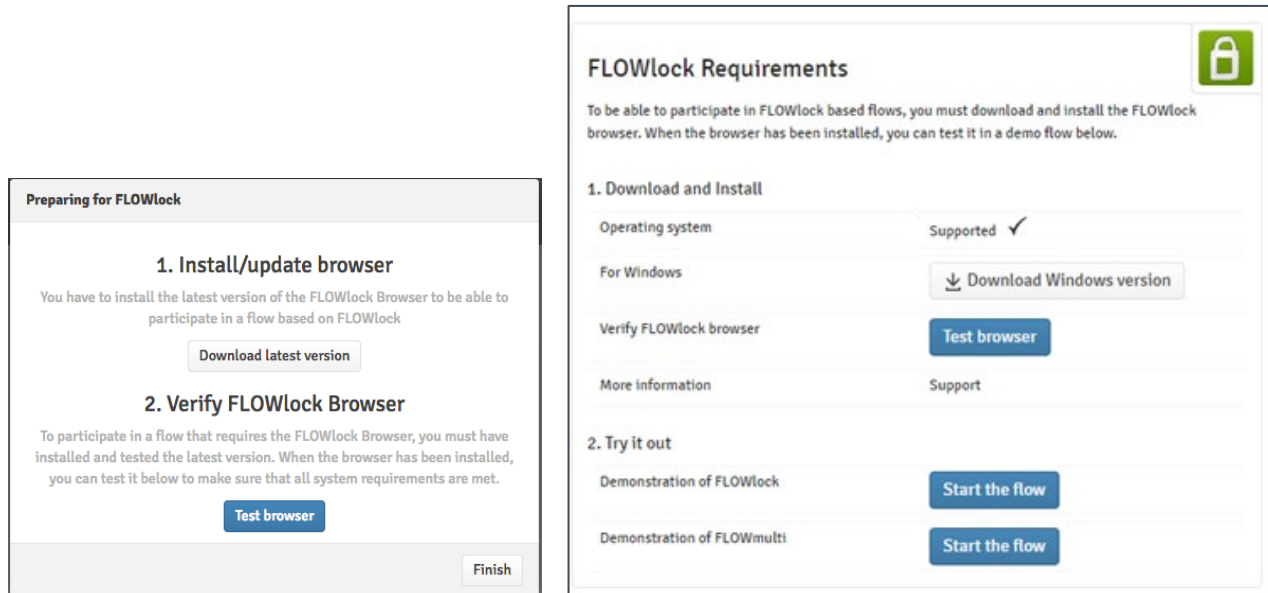 Preparing for FLOWlock
1. Install/update browser
You have to install the latest version of the FLOWlock Browser to be able to
participate in a flow based on FLOWlock
Download latest version
2. Verify FLOWlock Browser
To participate in a flow that requires the FLOWlock Browser, you must have
installed and tested the latest version. When the browser has been installed,
you can test it below to make sure that all system requirements are met.
Test browser
Finish
FLOWlock Requirements
To be able to participate in FLOWlock based flows, you must download and install the FLOWlock
browser. When the browser has been installed, you can test it in a demo flow below.
1. Download and Install
Operating system Supported
For Windows Download Windows version
Verify FLOWlock browser Test browser
More information Support
2. Try it out
Demonstration of FLOWlock Start the flow
Demonstration of FLOWmulti Start the flow